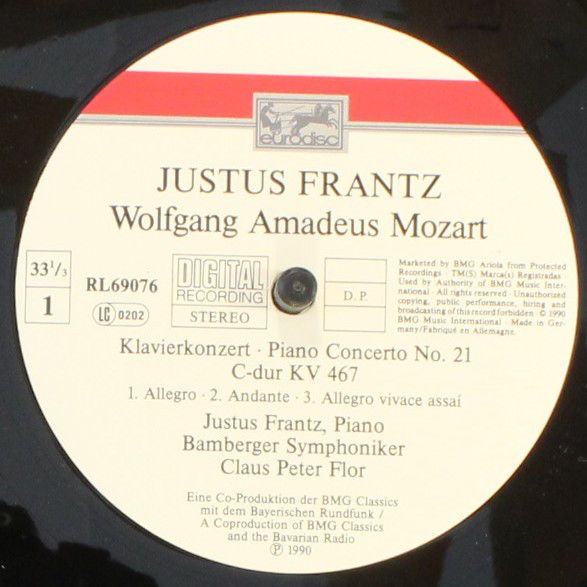 eurodisc
JUSTUS FRANTZ
Wolfgang Amadeus Mozart
33 1/3
1
RL69076
LC 0202
DIGITAL
RECORDING
STEREO
D.P.
Marketed by BMG Ariola from Protected
Recordings · TM(S) Marca(s) Registradas ·
Used by Authority of BMG Music Inter-
national · All rights reserved · Unauthorized
copying, public performance, hiring and
broadcasting of this record forbidden · © 1990
BMG Music International · Made in Ger-
many/Fabriqué en Allemagne.
Klavierkonzert · Piano Concerto No. 21
C-dur KV 467
1. Allegro · 2. Andante · 3. Allegro vivace assaí
Justus Frantz, Piano
Bamberger Symphoniker
Claus Peter Flor
Eine Co-Produktion der BMG Classics
mit dem Bayerischen Rundfunk /
A Coproduction of BMG Classics
and the Bavarian Radio
℗ 1990